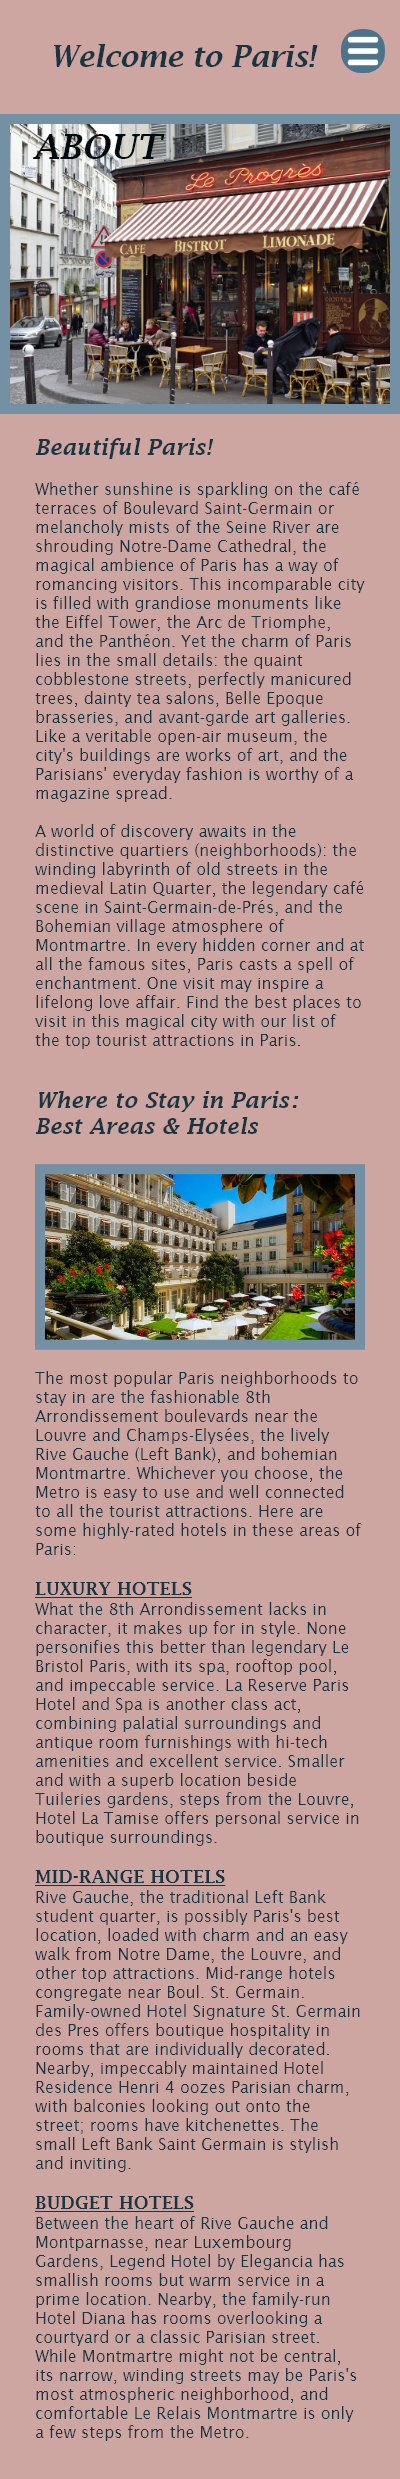 Welcome to Paris!
ABOUT
Le Progrès
CAFE BISTROT LIMONADE
Beautiful Paris!
Whether sunshine is sparkling on the café
terraces of Boulevard Saint-Germain or
melancholy mists of the Seine River are
shrouding Notre-Dame Cathedral, the
magical ambience of Paris has a way of
romancing visitors. This incomparable city
is filled with grandiose monuments like
the Eiffel Tower, the Arc de Triomphe,
and the Panthéon. Yet the charm of Paris
lies in the small details: the quaint
cobblestone streets, perfectly manicured
trees, dainty tea salons, Belle Epoque
brasseries, and avant-garde art galleries.
Like a veritable open-air museum, the
city's buildings are works of art, and the
Parisians' everyday fashion is worthy of a
magazine spread.
A world of discovery awaits in the
distinctive quartiers (neighborhoods): the
winding labyrinth of old streets in the
medieval Latin Quarter, the legendary café
scene in Saint-Germain-de-Prés, and the
Bohemian village atmosphere of
Montmartre. In every hidden corner and at
all the famous sites, Paris casts a spell of
enchantment. One visit may inspire a
lifelong love affair. Find the best places to
visit in this magical city with our list of
the top tourist attractions in Paris.
Where to Stay in Paris:
Best Areas & Hotels
The most popular Paris neighborhoods to
stay in are the fashionable 8th
Arrondissement boulevards near the
Louvre and Champs-Elysées, the lively
Rive Gauche (Left Bank), and bohemian
Montmartre. Whichever you choose, the
Metro is easy to use and well connected
to all the tourist attractions. Here are
some highly-rated hotels in these areas of
Paris:
LUXURY HOTELS
What the 8th Arrondissement lacks in
character, it makes up for in style. None
personifies this better than legendary Le
Bristol Paris, with its spa, rooftop pool,
and impeccable service. La Reserve Paris
Hotel and Spa is another class act,
combining palatial surroundings and
antique room furnishings with hi-tech
amenities and excellent service. Smaller
and with a superb location beside
Tuileries gardens, steps from the Louvre,
Hotel La Tamise offers personal service in
boutique surroundings.
MID-RANGE HOTELS
Rive Gauche, the traditional Left Bank
student quarter, is possibly Paris's best
location, loaded with charm and an easy
walk from Notre Dame, the Louvre, and
other top attractions. Mid-range hotels
congregate near Boul. St. Germain.
Family-owned Hotel Signature St. Germain
des Pres offers boutique hospitality in
rooms that are individually decorated.
Nearby, impeccably maintained Hotel
Residence Henri 4 oozes Parisian charm,
with balconies looking out onto the
street; rooms have kitchenettes. The
small Left Bank Saint Germain is stylish
and inviting.
BUDGET HOTELS
Between the heart of Rive Gauche and
Montparnasse, near Luxembourg
Gardens, Legend Hotel by Elegancia has
smallish rooms but warm service in a
prime location. Nearby, the family-run
Hotel Diana has rooms overlooking a
courtyard or a classic Parisian street.
While Montmartre might not be central,
its narrow, winding streets may be Paris's
most atmospheric neighborhood, and
comfortable Le Relais Montmartre is only
a few steps from the Metro.